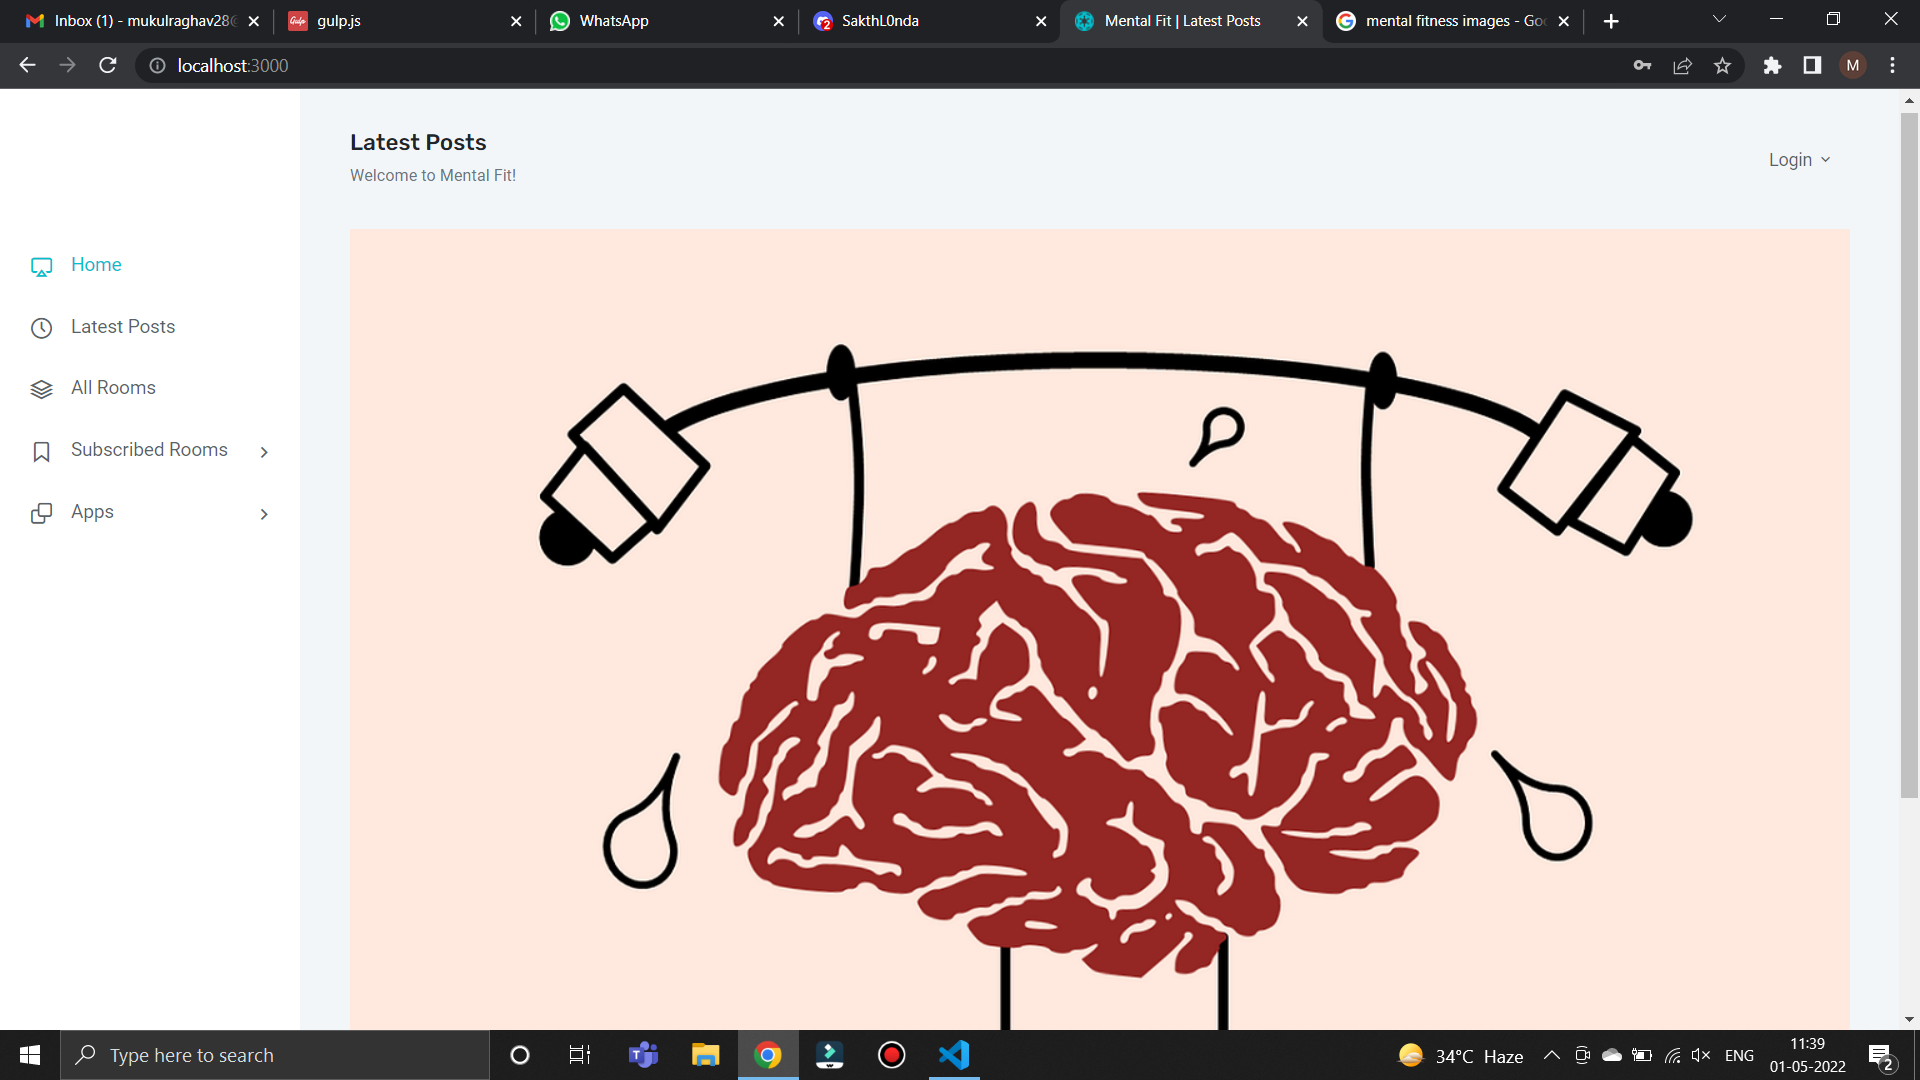 Inbox (1) - mukulraghav28@
gulp.js
WhatsApp
SakthL0nda
Mental Fit | Latest Posts
mental fitness images - Goo
localhost:3000
M
Latest Posts
Welcome to Mental Fit!
Login
Home
Latest Posts
All Rooms
Subscribed Rooms
Apps
Type here to search
34°C Haze
ENG
11:39
01-05-2022
2